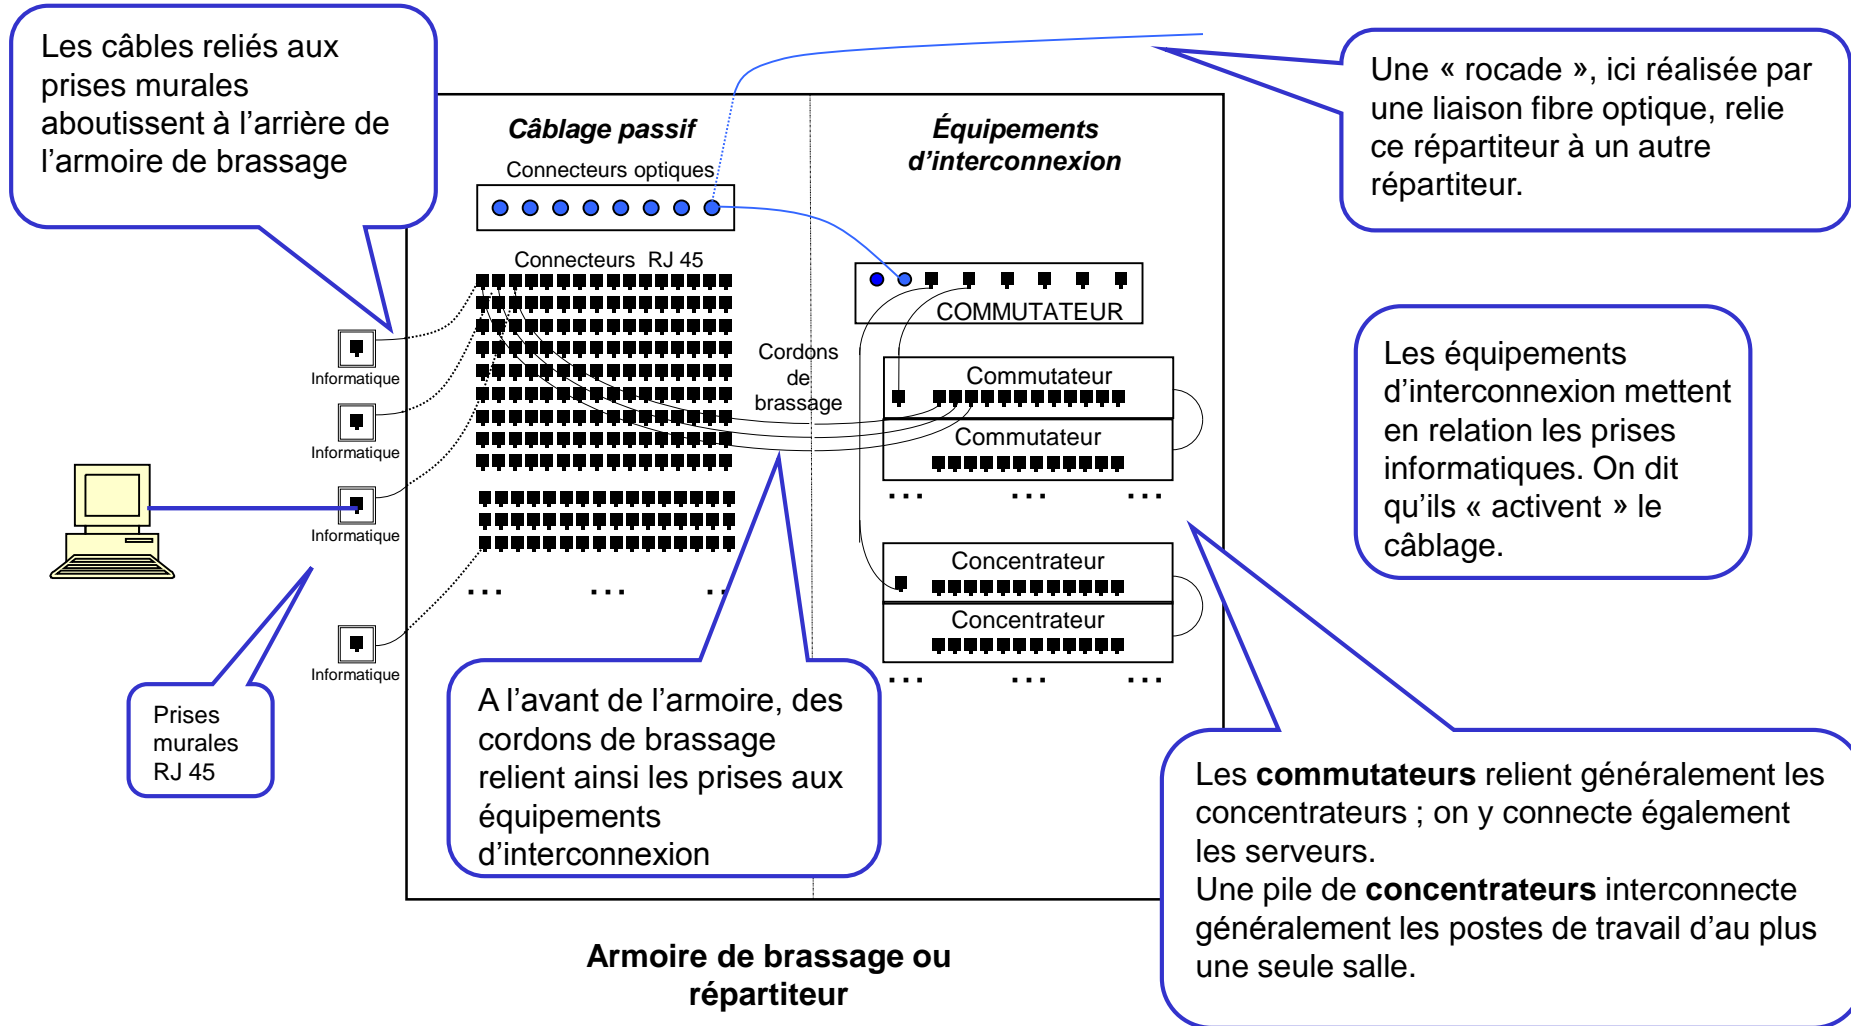 Les câbles reliés aux
prises murales
aboutissent à l’arrière de
l’armoire de brassage
Une « rocade », ici réalisée par
une liaison fibre optique, relie
ce répartiteur à un autre
répartiteur.
Câblage passif
Connecteurs optiques
Équipements
d’interconnexion
Connecteurs RJ 45
COMMUTATEUR
Informatique
Informatique
Informatique
Informatique
Cordons
de
brassage
Commutateur
Commutateur
... ... ...
Concentrateur
Concentrateur
... ... ...
... ... ..
Les équipements
d’interconnexion mettent
en relation les prises
informatiques. On dit
qu’ils « activent » le
câblage.
Prises
murales
RJ 45
A l’avant de l’armoire, des
cordons de brassage
relient ainsi les prises aux
équipements
d’interconnexion
Les commutateurs relient généralement les
concentrateurs ; on y connecte également
les serveurs.
Une pile de concentrateurs interconnecte
généralement les postes de travail d’au plus
une seule salle.
Armoire de brassage ou
répartiteur